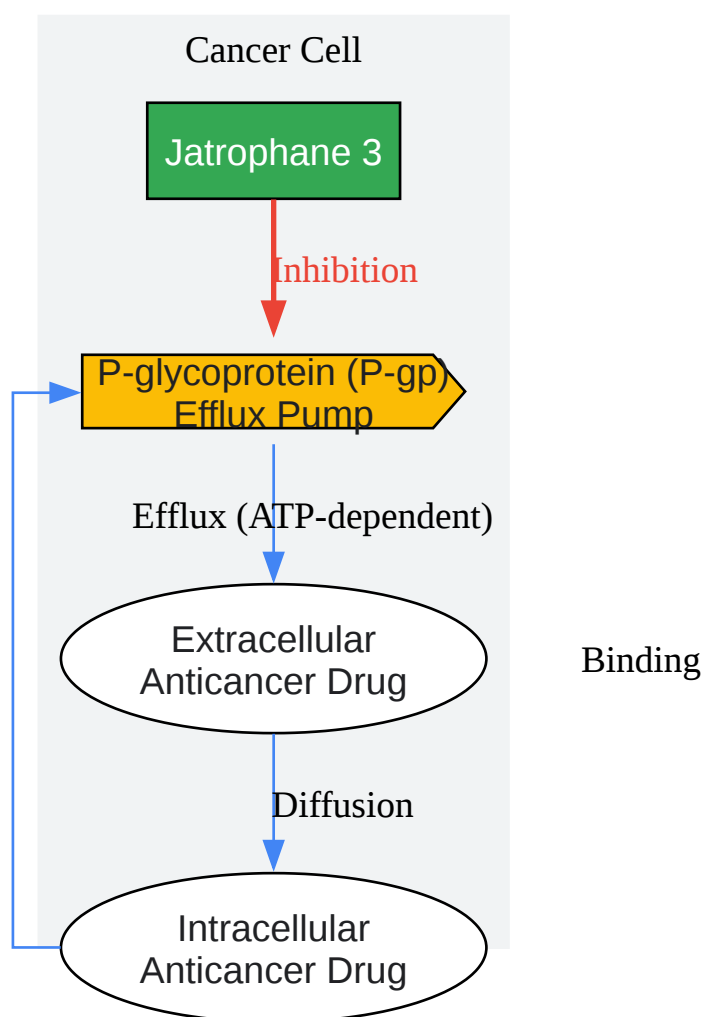 Cancer Cell
Jatrophane 3
Inhibition
P-glycoprotein (P-gp)
Efflux Pump
Efflux (ATP-dependent)
Extracellular
Anticancer Drug
Binding
Diffusion
Intracellular
Anticancer Drug